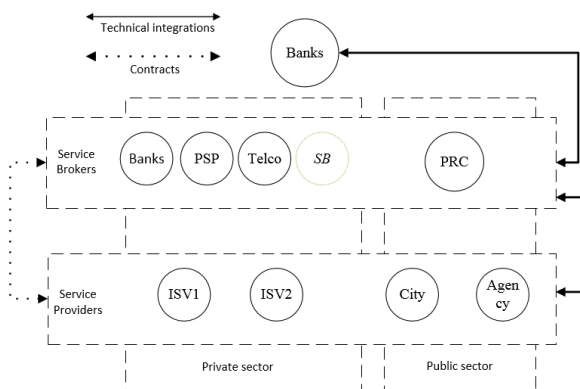 Technical integrations
Contracts
Banks
Service
Brokers
Banks
PSP
Telco
SB
PRC
Service
Providers
ISV1
ISV2
City
Agen
cy
Private sector
Public sector